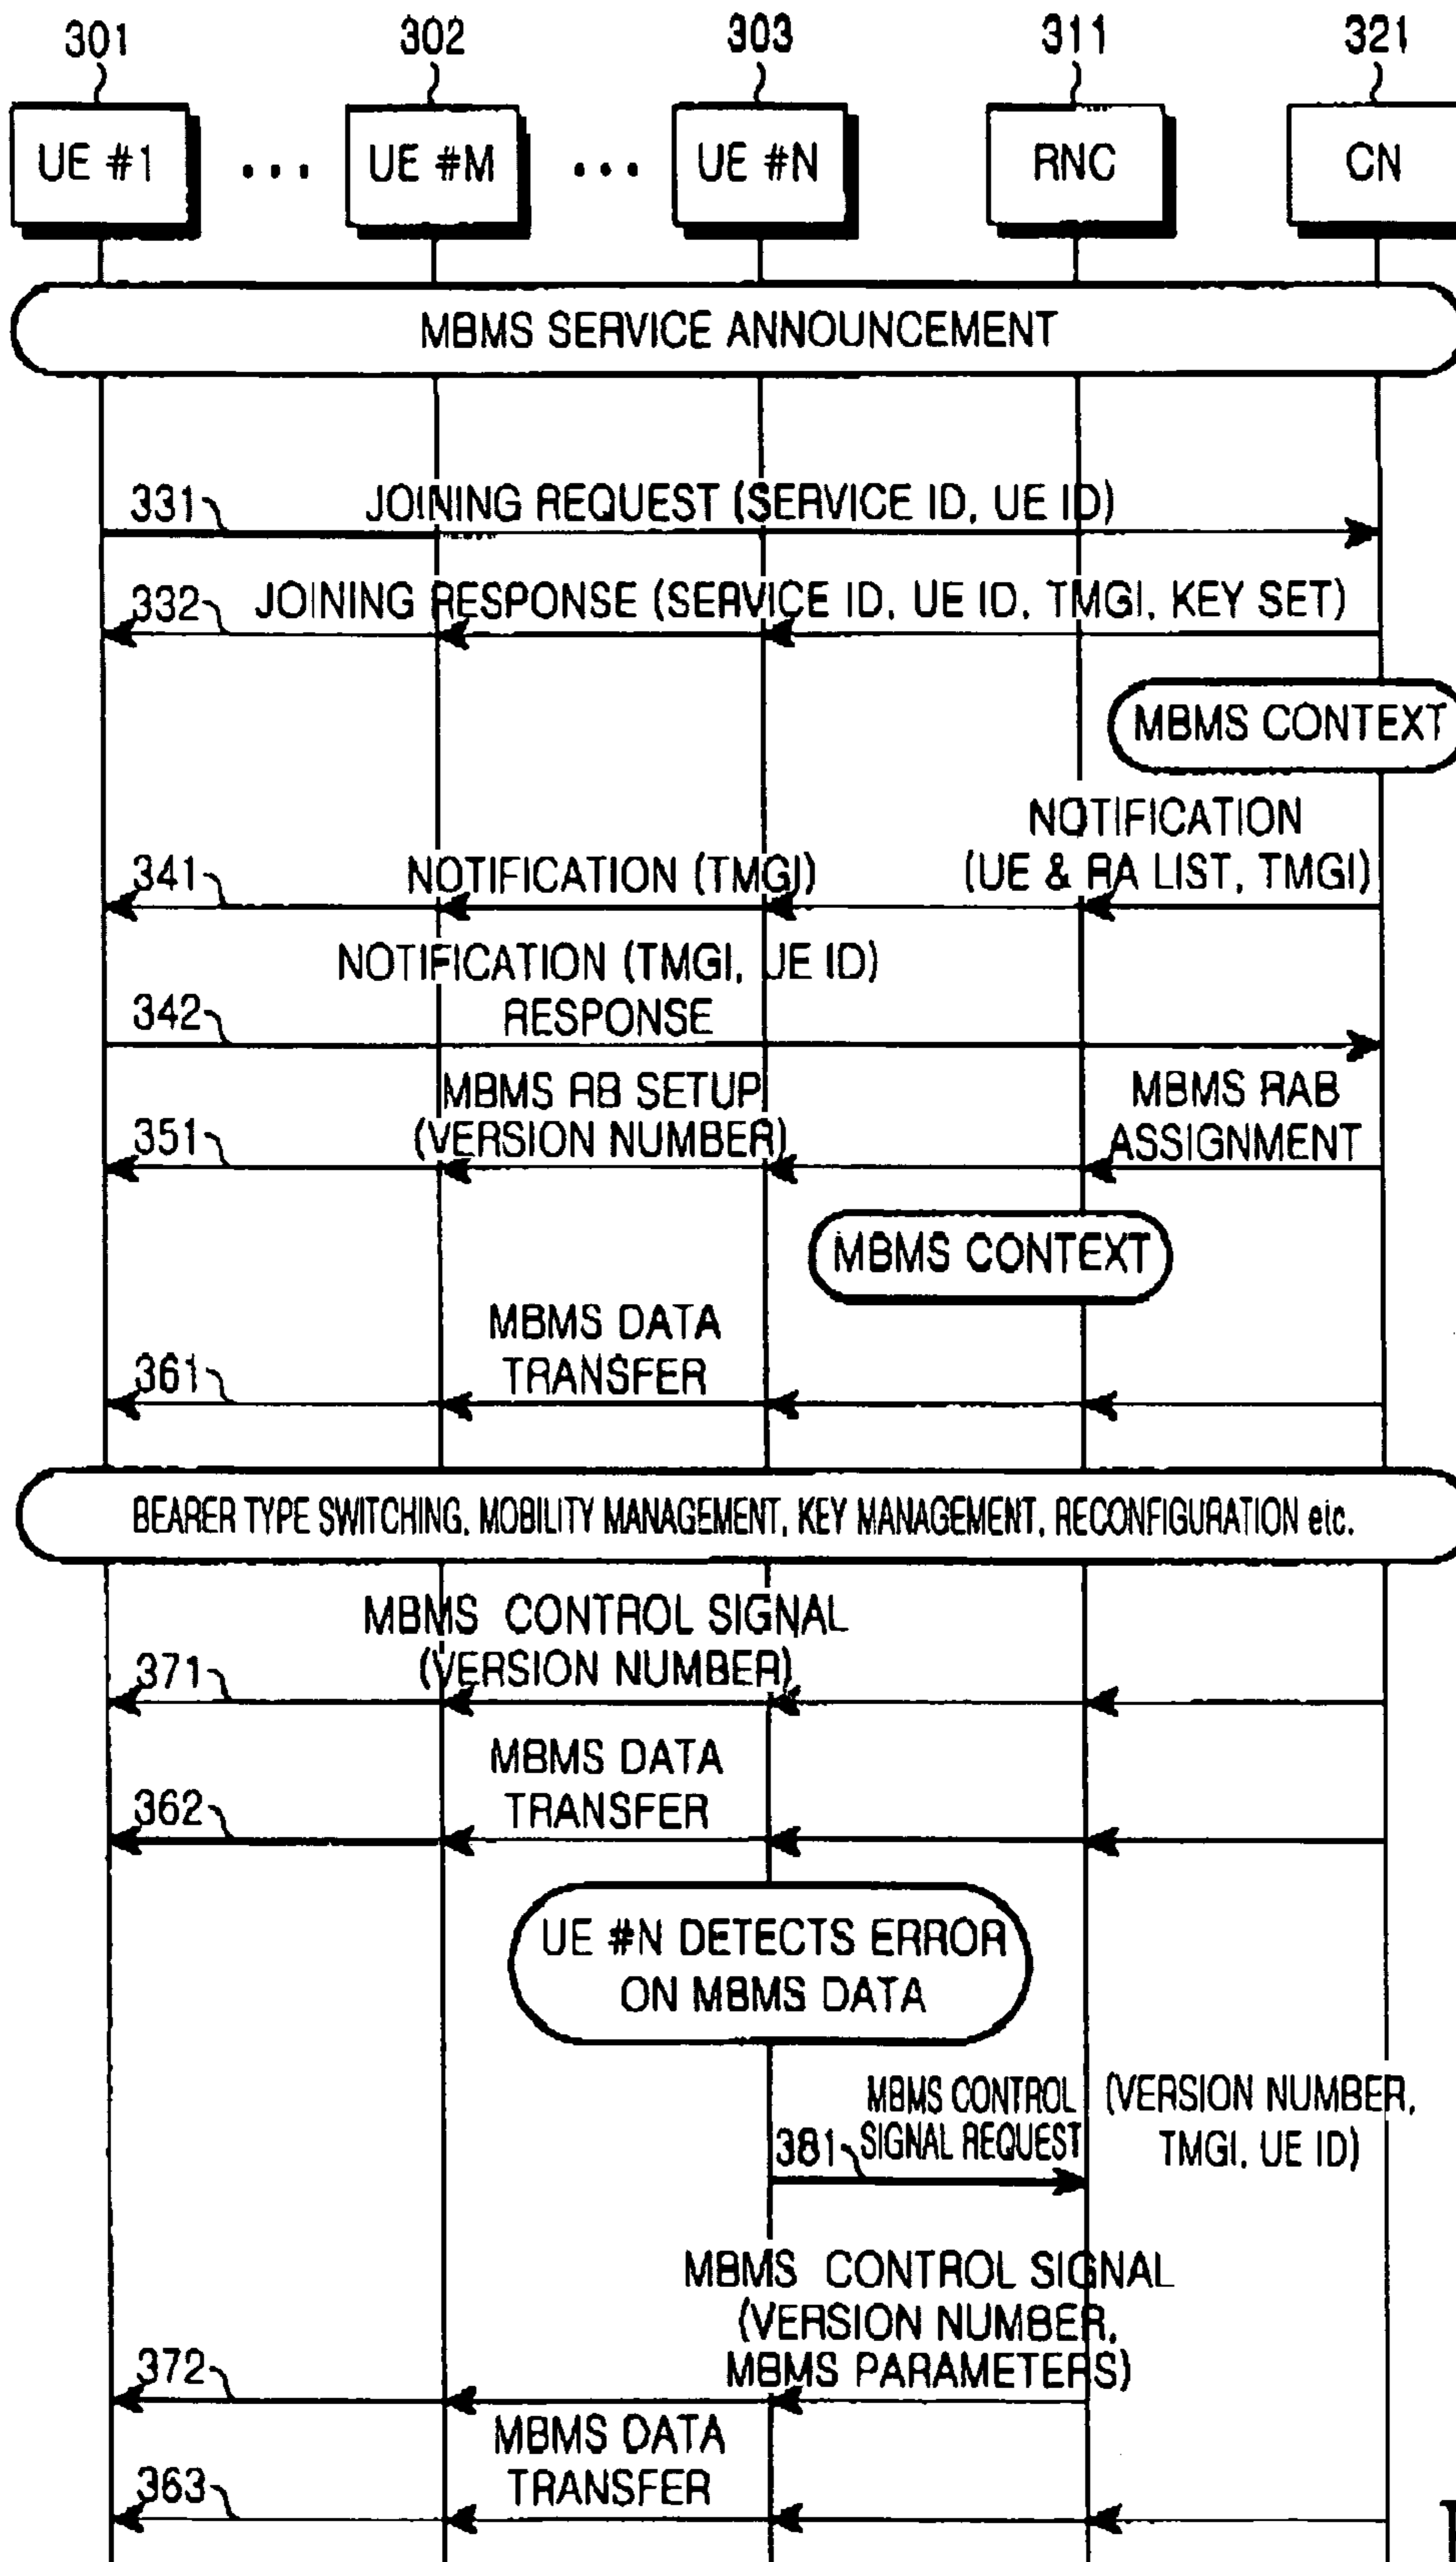 301 302 303 311 321
UE #1 ... UE #M ... UE #N RNC CN
MBMS SERVICE ANNOUNCEMENT
331 JOINING REQUEST (SERVICE ID, UE ID)
332 JOINING RESPONSE (SERVICE ID, UE ID, TMGI, KEY SET)
MBMS CONTEXT
NOTIFICATION
(UE & RA LIST, TMGI)
341 NOTIFICATION (TMGI)
NOTIFICATION (TMGI, UE ID)
RESPONSE
342
MBMS RB SETUP
(VERSION NUMBER)
351
MBMS RAB
ASSIGNMENT
MBMS CONTEXT
MBMS DATA
TRANSFER
361
BEARER TYPE SWITCHING, MOBILITY MANAGEMENT, KEY MANAGEMENT, RECONFIGURATION etc.
MBMS CONTROL SIGNAL
(VERSION NUMBER)
371
MBMS DATA
TRANSFER
362
UE #N DETECTS ERROR
ON MBMS DATA
MBMS CONTROL
SIGNAL REQUEST
381
(VERSION NUMBER,
TMGI, UE ID)
MBMS CONTROL SIGNAL
(VERSION NUMBER,
MBMS PARAMETERS)
372
MBMS DATA
TRANSFER
363